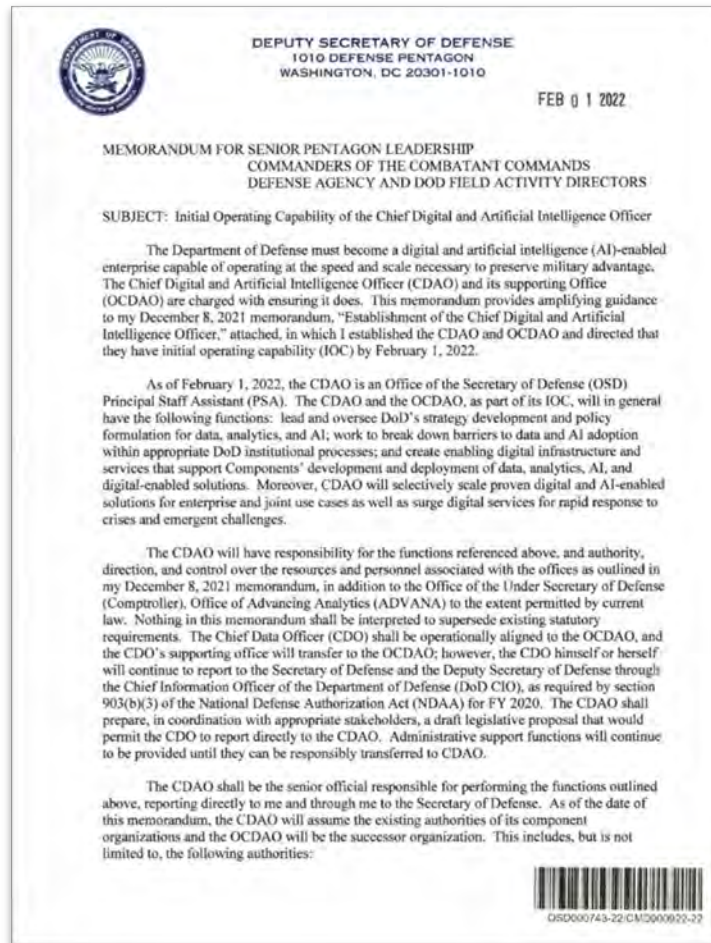 DEPUTY SECRETARY OF DEFENSE
1010 DEFENSE PENTAGON
WASHINGTON, DC 20301-1010
FEB 01 2022
MEMORANDUM FOR SENIOR PENTAGON LEADERSHIP
COMMANDERS OF THE COMBATANT COMMANDS
DEFENSE AGENCY AND DOD FIELD ACTIVITY DIRECTORS
SUBJECT: Initial Operating Capability of the Chief Digital and Artificial Intelligence Officer
The Department of Defense must become a digital and artificial intelligence (AI)-enabled
enterprise capable of operating at the speed and scale necessary to preserve military advantage.
The Chief Digital and Artificial Intelligence Officer (CDAO) and its supporting Office
(OCDAO) are charged with ensuring it does. This memorandum provides amplifying guidance
to my December 8, 2021 memorandum, “Establishment of the Chief Digital and Artificial
Intelligence Officer,” attached, in which I established the CDAO and OCDAO and directed that
they have initial operating capability (IOC) by February 1, 2022.
As of February 1, 2022, the CDAO is an Office of the Secretary of Defense (OSD)
Principal Staff Assistant (PSA). The CDAO and the OCDAO, as part of its IOC, will in general
have the following functions: lead and oversee DoD's strategy development and policy
formulation for data, analytics, and AI; work to break down barriers to data and AI adoption
within appropriate DoD institutional processes; and create enabling digital infrastructure and
services that support Components' development and deployment of data, analytics, AI, and
digital-enabled solutions. Moreover, CDAO will selectively scale proven digital and AI-enabled
solutions for enterprise and joint use cases as well as surge digital services for rapid response to
crises and emergent challenges.
The CDAO will have responsibility for the functions referenced above, and authority,
direction, and control over the resources and personnel associated with the offices as outlined in
my December 8, 2021 memorandum, in addition to the Office of the Under Secretary of Defense
(Comptroller), Office of Advancing Analytics (ADVANA) to the extent permitted by current
law. Nothing in this memorandum shall be interpreted to supersede existing statutory
requirements. The Chief Data Officer (CDO) shall be operationally aligned to the OCDAO, and
the CDO's supporting office will transfer to the OCDAO; however, the CDO himself or herself
will continue to report to the Secretary of Defense and the Deputy Secretary of Defense through
the Chief Information Officer of the Department of Defense (DoD CIO), as required by section
903(b)(3) of the National Defense Authorization Act (NDAA) for FY 2020. The CDAO shall
prepare, in coordination with appropriate stakeholders, a draft legislative proposal that would
permit the CDO to report directly to the CDAO. Administrative support functions will continue
to be provided until they can be responsibly transferred to CDAO.
The CDAO shall be the senior official responsible for performing the functions outlined
above, reporting directly to me and through me to the Secretary of Defense. As of the date of
this memorandum, the CDAO will assume the existing authorities of its component
organizations and the OCDAO will be the successor organization. This includes, but is not
limited to, the following authorities:
OSD000743-22/CMD000922-22